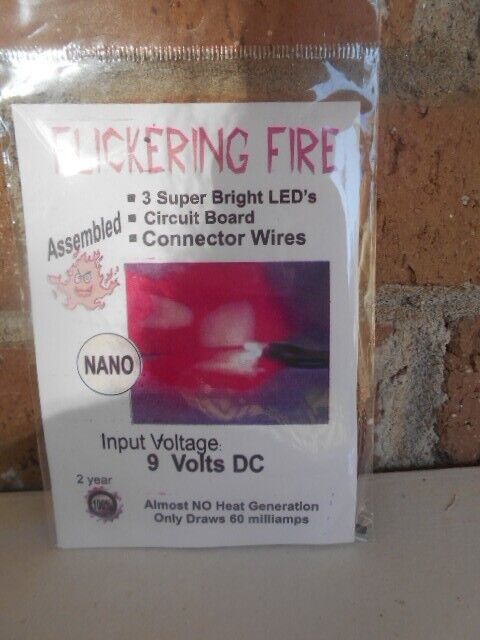 FLICKERING FIRE
▪ 3 Super Bright LED's
▪ Circuit Board
▪ Connector Wires
Assembled
NANO
Input Voltage:
9 Volts DC
2 year
100%
Almost NO Heat Generation
Only Draws 60 milliamps